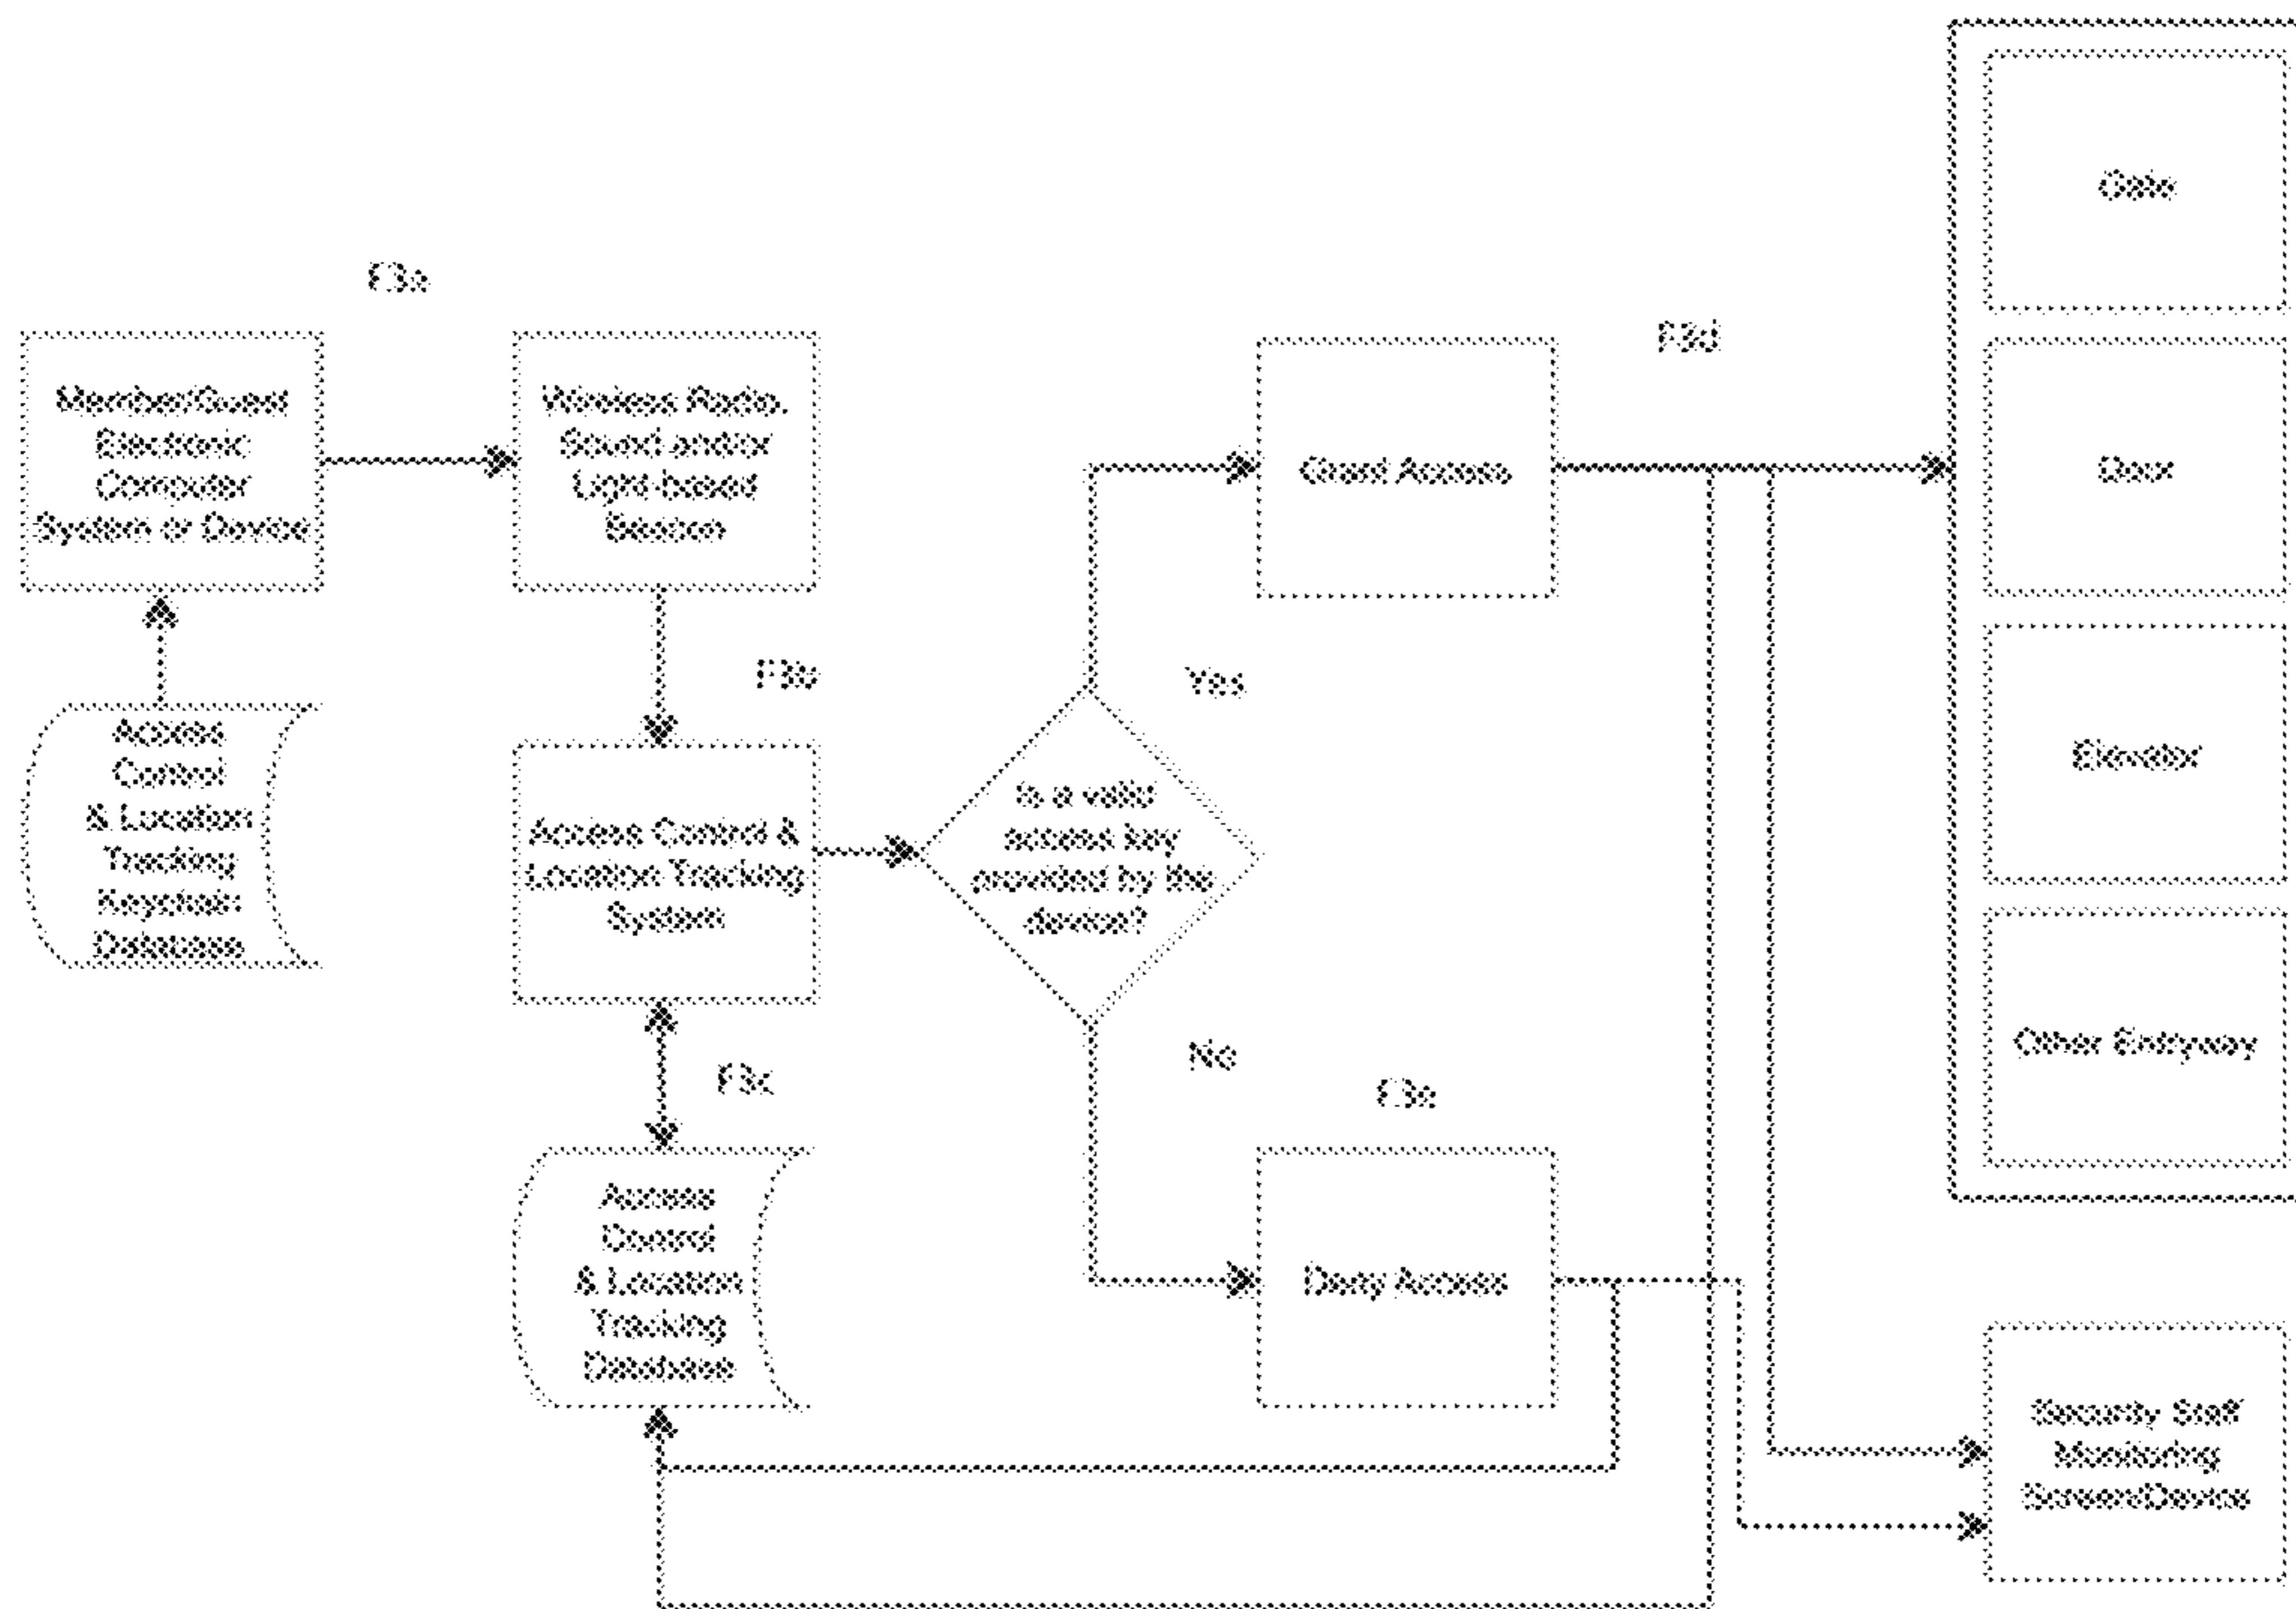 F3a
Member/Guest
Electronic
Computer
System or Device
Wireless Radio,
Sound and/or
Light-based
Beacon
Access
Control
& Location
Tracking
Keychain
Database
F3b
Access Control &
Location Tracking
System
F3c
Access
Control
& Location
Tracking
Database
Is a valid
access key
provided by the
device?
Yes
No
Grant Access
F3d
F3e
Deny Access
Gate
Door
Elevator
Other Entryway
Security Staff
Monitoring
Screen/Device